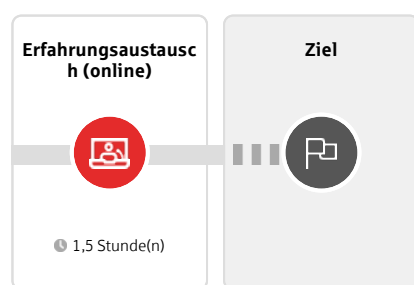 Erfahrungsaustausc
h (online)
Ziel
1,5 Stunde(n)